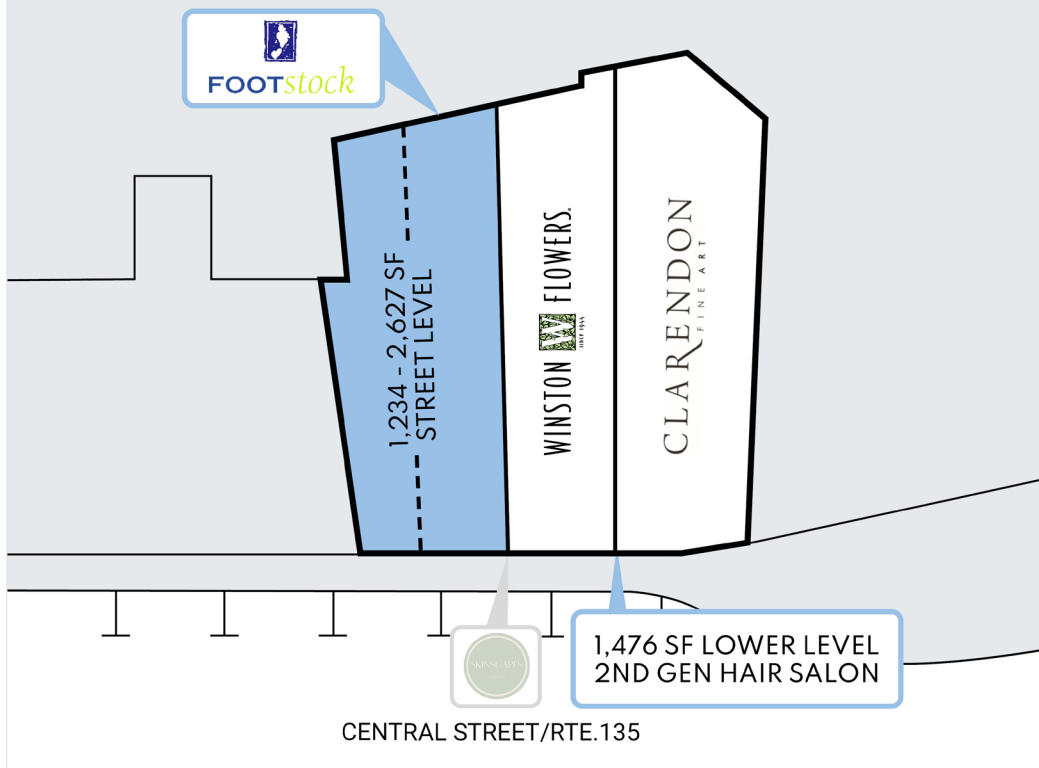 FOOTstock
1,234 - 2,627 SF
STREET LEVEL
WINSTON W FLOWERS®
SINCE 1944
CLARENDON
FINE ART
SKINSCAPES
1,476 SF LOWER LEVEL
2ND GEN HAIR SALON
CENTRAL STREET/RTE.135